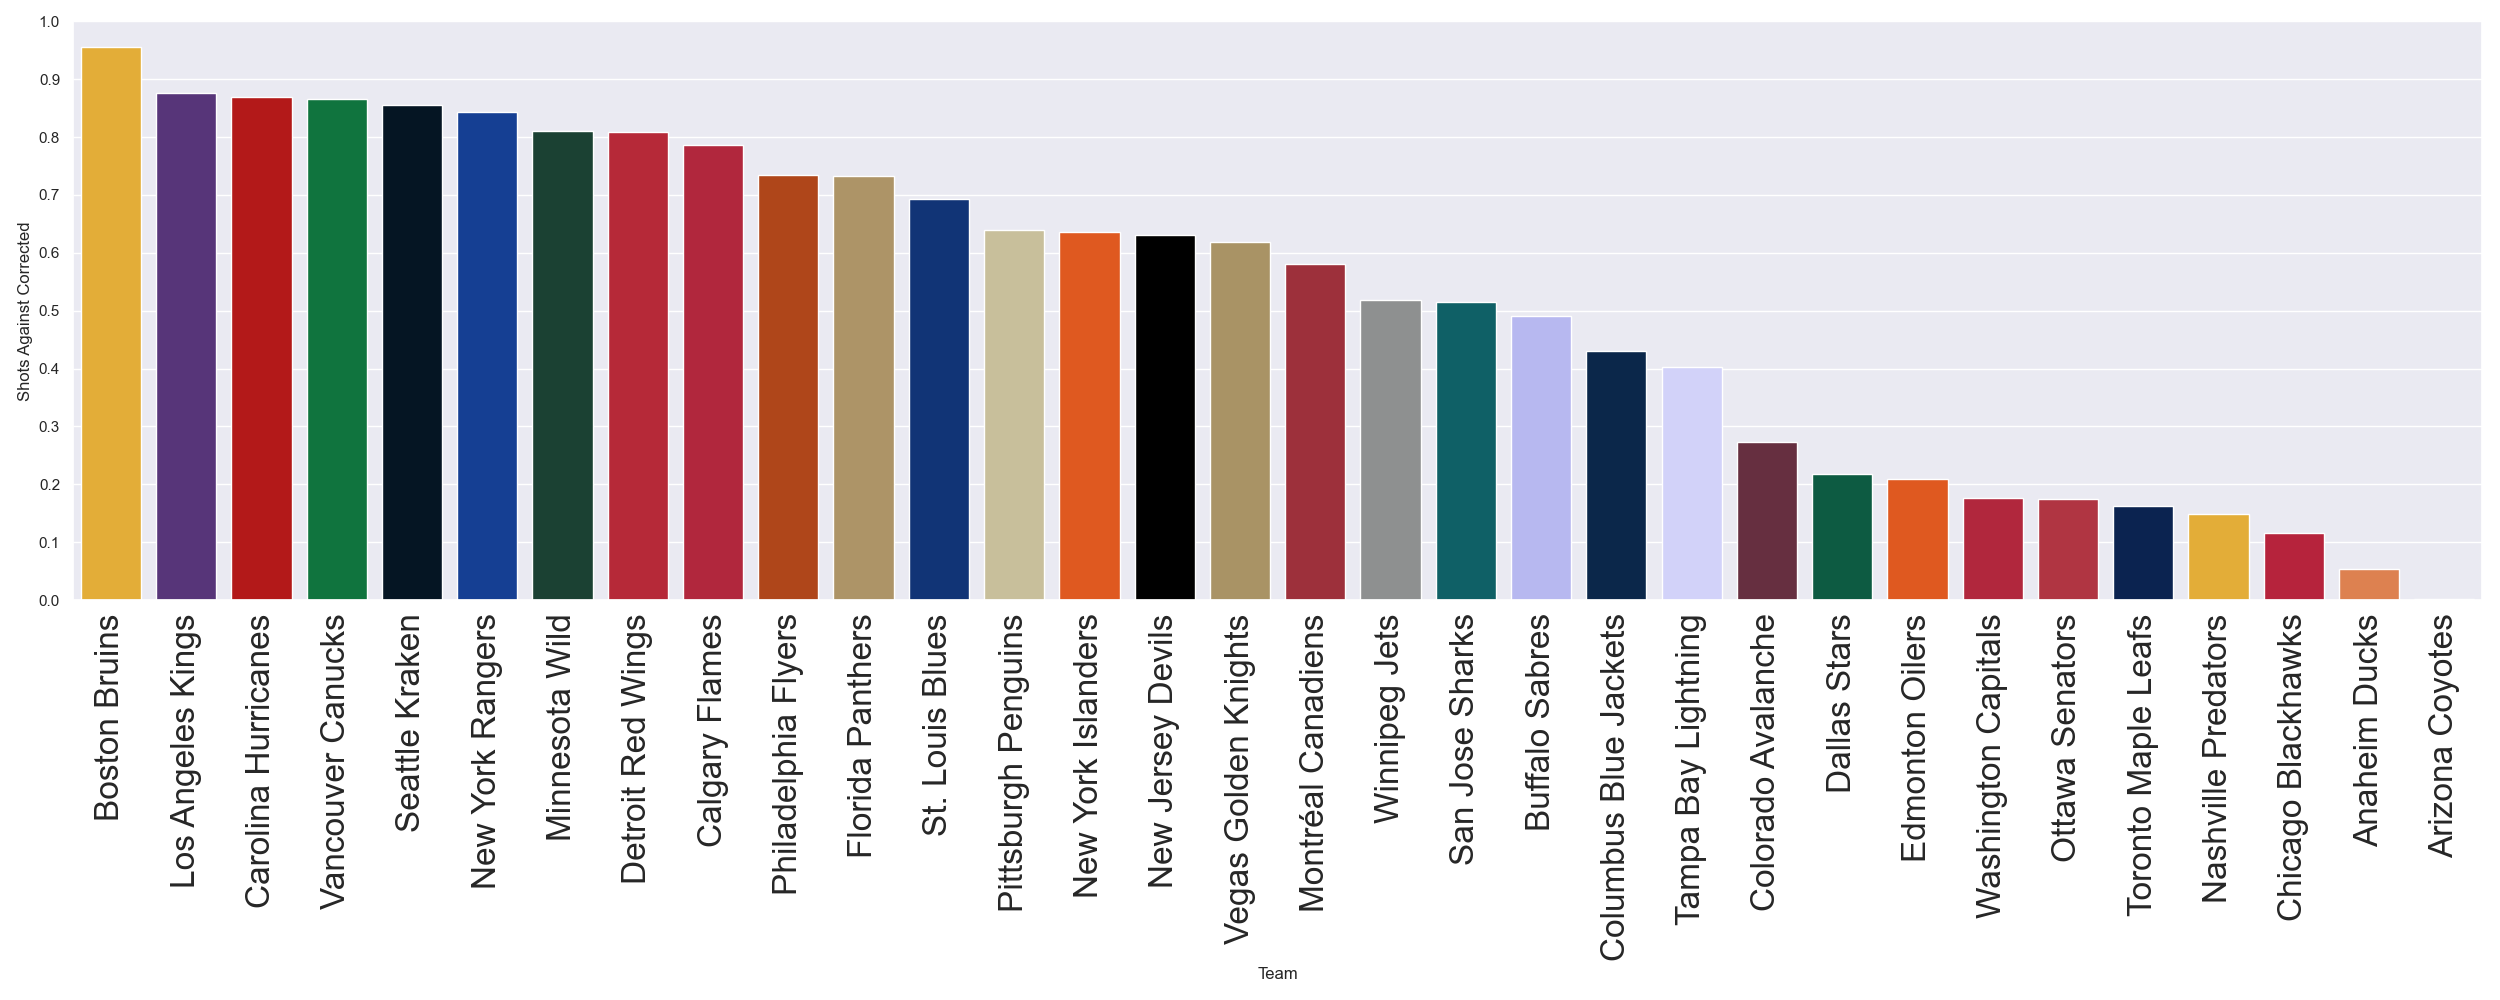 1.0
0.9
0.8
0.7
0.6
0.5
0.4
0.3
0.2
0.1
0.0
Shots Against Corrected
Boston Bruins
Los Angeles Kings
Carolina Hurricanes
Vancouver Canucks
Seattle Kraken
New York Rangers
Minnesota Wild
Detroit Red Wings
Calgary Flames
Philadelphia Flyers
Florida Panthers
St. Louis Blues
Pittsburgh Penguins
New York Islanders
New Jersey Devils
Vegas Golden Knights
Montréal Canadiens
Winnipeg Jets
San Jose Sharks
Buffalo Sabres
Columbus Blue Jackets
Tampa Bay Lightning
Colorado Avalanche
Dallas Stars
Edmonton Oilers
Washington Capitals
Ottawa Senators
Toronto Maple Leafs
Nashville Predators
Chicago Blackhawks
Anaheim Ducks
Arizona Coyotes
Team